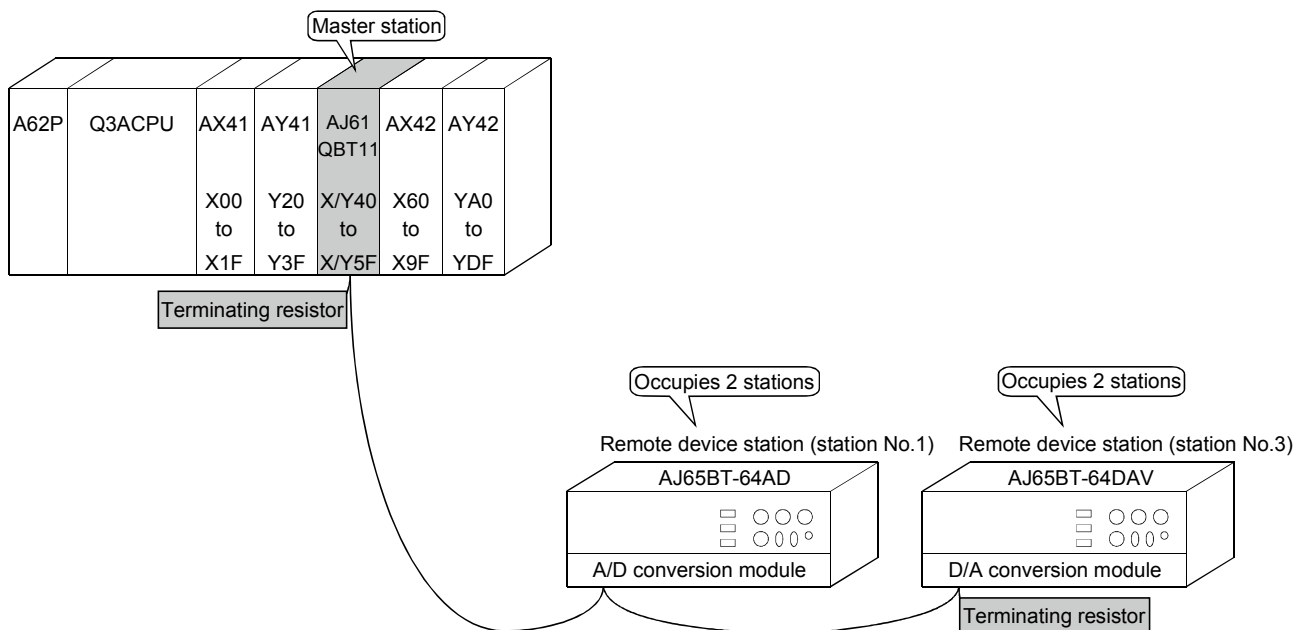 Master station
A62P Q3ACPU AX41 AY41 AJ61 AX42 AY42
QBT11
X00 Y20 X/Y40 X60 YA0
to to to to to
X1F Y3F X/Y5F X9F YDF
Terminating resistor
Occupies 2 stations Occupies 2 stations
Remote device station (station No.1) Remote device station (station No.3)
AJ65BT-64AD AJ65BT-64DAV
A/D conversion module D/A conversion module
Terminating resistor